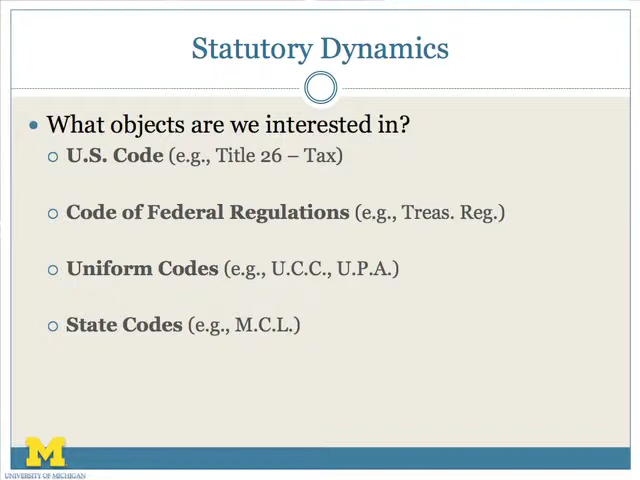 Statutory Dynamics
What objects are we interested in?
U.S. Code (e.g., Title 26 – Tax)
Code of Federal Regulations (e.g., Treas. Reg.)
Uniform Codes (e.g., U.C.C., U.P.A.)
State Codes (e.g., M.C.L.)
M
UNIVERSITY OF MICHIGAN